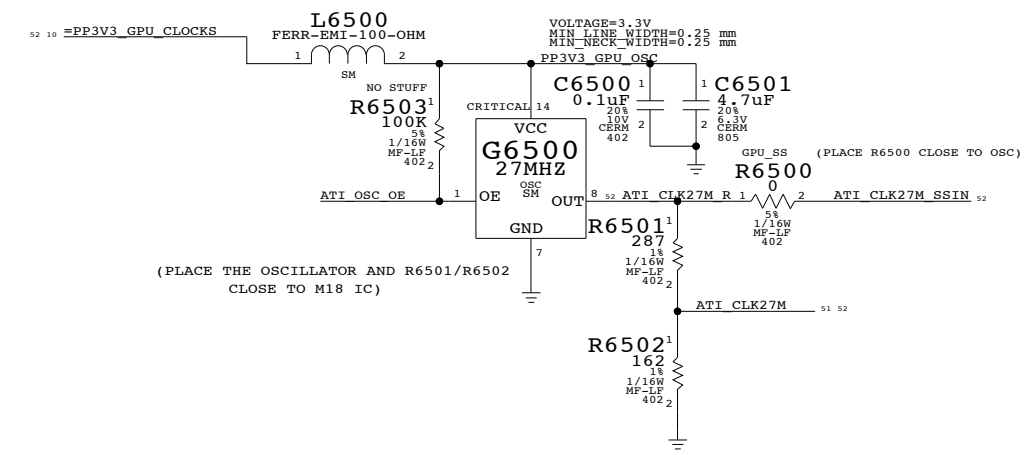 L6500
FERR-EMI-100-OHM
52 10 =PP3V3_GPU_CLOCKS
1 2
SM
VOLTAGE=3.3V
MIN_LINE_WIDTH=0.25 mm
MIN_NECK_WIDTH=0.25 mm
PP3V3_GPU_OSC
NO STUFF
R6503 1
100K
5%
1/16W
MF-LF
402 2
C6500 1
0.1uF
20%
10V 2
CERM
402
1 C6501
4.7uF
20%
2 6.3V
CERM
805
CRITICAL 14
VCC
G6500
27MHZ
OSC
SM
OE
OUT
GND
ATI_OSC_OE 1
8 52 ATI_CLK27M_R
7
GPU_SS
(PLACE R6500 CLOSE TO OSC)
R6500
0
1 2
5%
1/16W
MF-LF
402
ATI_CLK27M_SSIN 52
R6501 1
287
1%
1/16W
MF-LF
402 2
(PLACE THE OSCILLATOR AND R6501/R6502
CLOSE TO M18 IC)
ATI_CLK27M 51 52
R6502 1
162
1%
1/16W
MF-LF
402 2